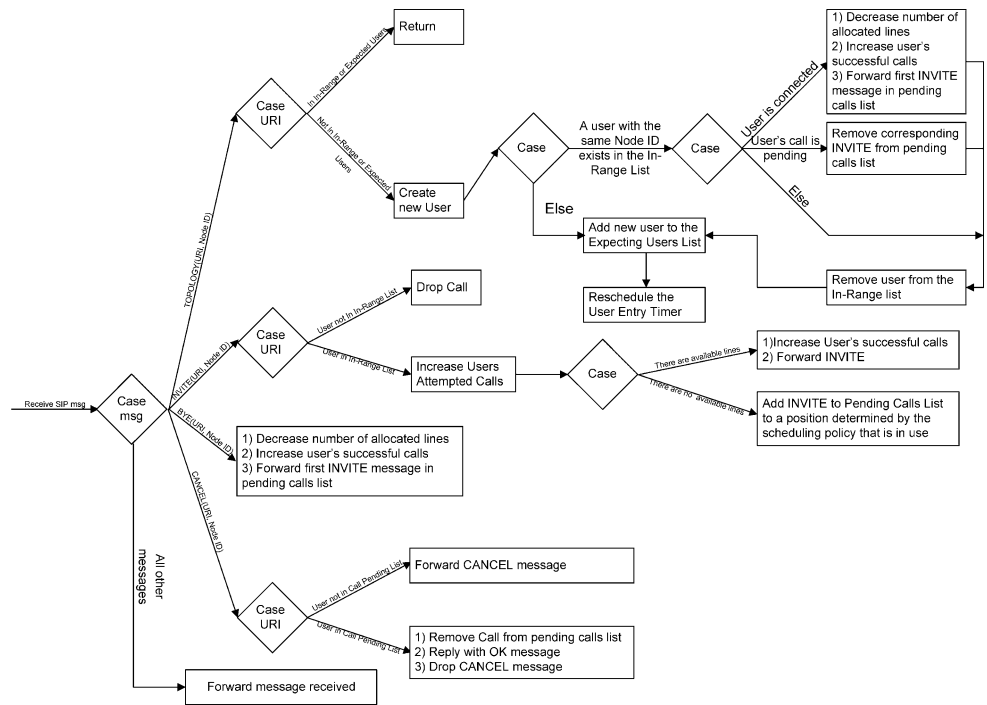 Receive SIP msg
Case
msg
TOPOLOGY(URI, Node ID)
Case
URI
In In-Range or Expected Users
Return
Not In In-Range or Expected
Users
Create
new User
Case
A user with the
same Node ID
exists in the In-
Range List
Case
User is connected
1) Decrease number of
allocated lines
2) Increase user's
successful calls
3) Forward first INVITE
message in pending
calls list
User's call is
pending
Remove corresponding
INVITE from pending
calls list
Else
Else
Add new user to the
Expecting Users List
Remove user from the
In-Range list
Reschedule the
User Entry Timer
INVITE(URI, Node ID)
Case
URI
User not In In-Range List
Drop Call
User in In-Range List
Increase Users
Attempted Calls
Case
There are available lines
1)Increase User's successful calls
2) Forward INVITE
There are no available lines
Add INVITE to Pending Calls List
to a position determined by the
scheduling policy that is in use
BYE(URI, Node ID)
1) Decrease number of allocated lines
2) Increase user's successful calls
3) Forward first INVITE message in
pending calls list
CANCEL(URI, Node ID)
Case
URI
User not in Call Pending List
Forward CANCEL message
User in Call Pending List
1) Remove Call from pending calls list
2) Reply with OK message
3) Drop CANCEL message
All other
messages
Forward message received